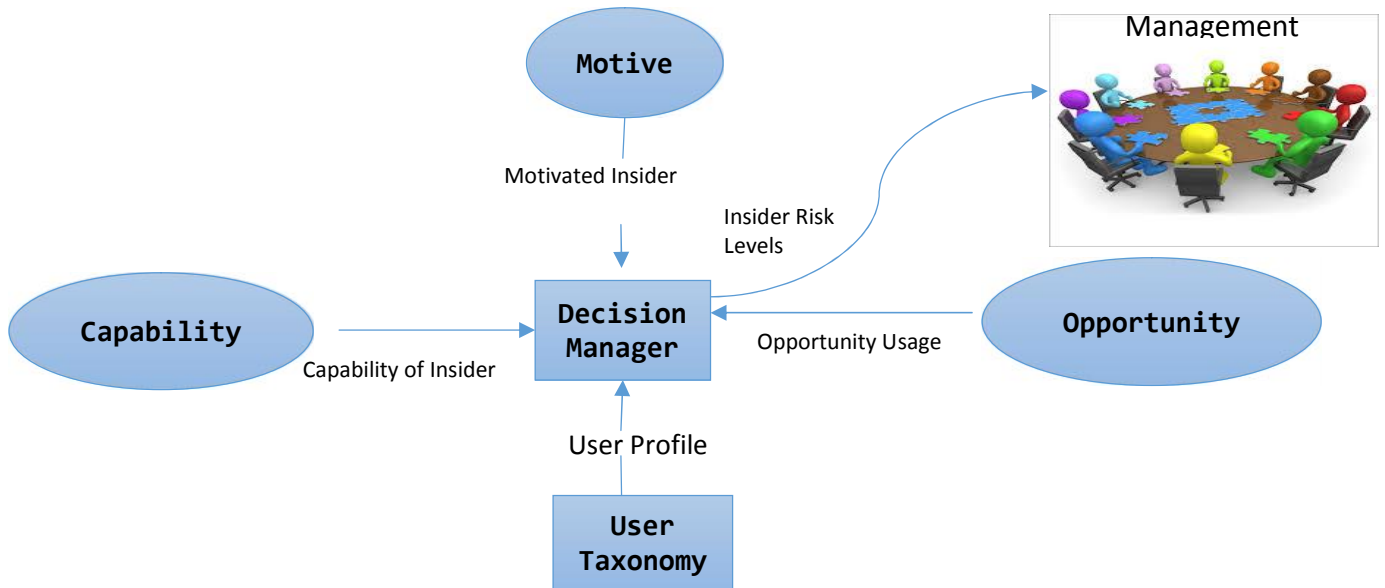 Management
Motive
Motivated Insider
Insider Risk
Levels
Capability
Capability of Insider
Decision
Manager
Opportunity
Opportunity Usage
User Profile
User
Taxonomy